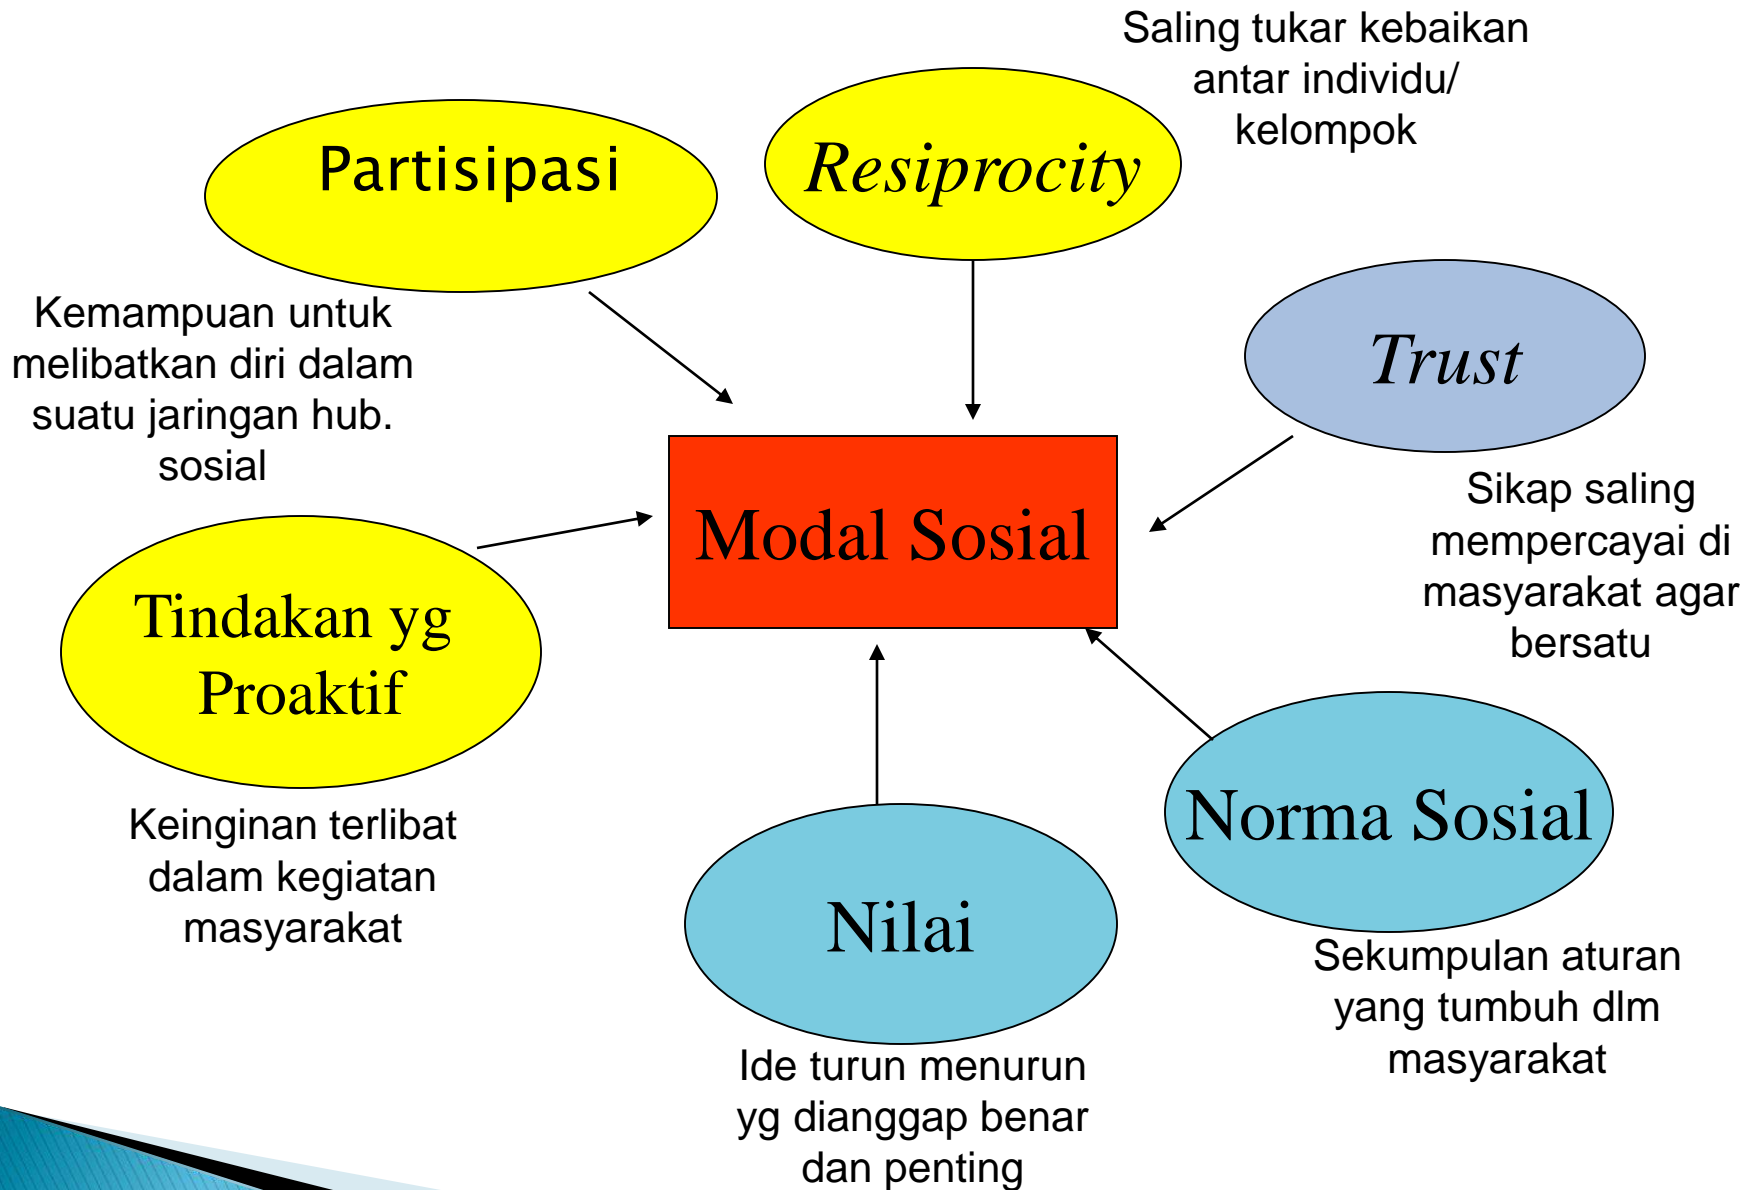 Saling tukar kebaikan
antar individu/
kelompok
Partisipasi
Resiprocity
Kemampuan untuk
melibatkan diri dalam
suatu jaringan hub.
sosial
Trust
Sikap saling
mempercayai di
masyarakat agar
bersatu
Modal Sosial
Tindakan yg
Proaktif
Keinginan terlibat
dalam kegiatan
masyarakat
Norma Sosial
Sekumpulan aturan
yang tumbuh dlm
masyarakat
Nilai
Ide turun menurun
yg dianggap benar
dan penting